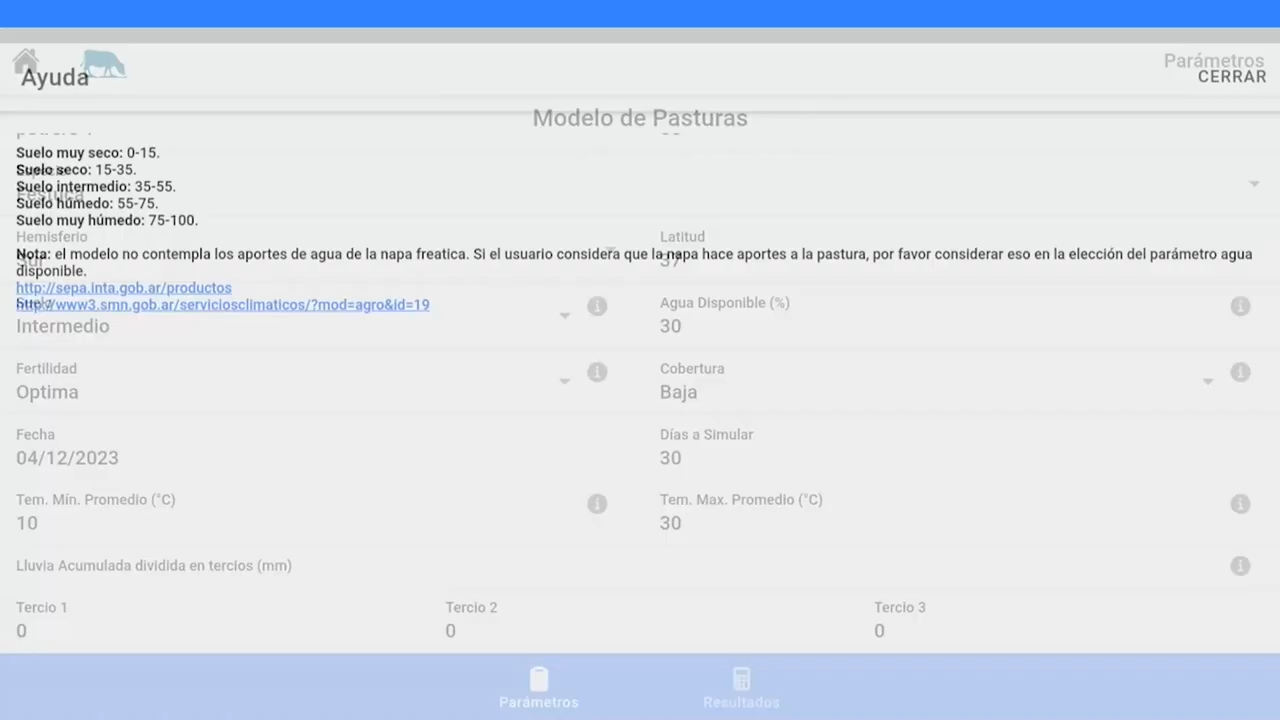 Ayuda
Parámetros
CERRAR
Modelo de Pasturas
Suelo muy seco: 0-15.
Suelo seco: 15-35.
Suelo intermedio: 35-55.
Festuca
Suelo húmedo: 55-75.
Suelo muy húmedo: 75-100.
Hemisferio
Latitud
Nota: el modelo no contempla los aportes de agua de la napa freatica. Si el usuario considera que la napa hace aportes a la pastura, por favor considerar eso en la elección del parámetro agua
disponible.
Sur
37
http://sepa.inta.gob.ar/productos
http://www3.smn.gob.ar/serviciosclimaticos/?mod=agro&id=19
Agua Disponible (%)
Intermedio
30
Fertilidad
Cobertura
Optima
Baja
Fecha
Días a Simular
04/12/2023
30
Tem. Mín. Promedio (°C)
Tem. Max. Promedio (°C)
10
30
Lluvia Acumulada dividida en tercios (mm)
Tercio 1
Tercio 2
Tercio 3
0
0
0
Parámetros
Resultados